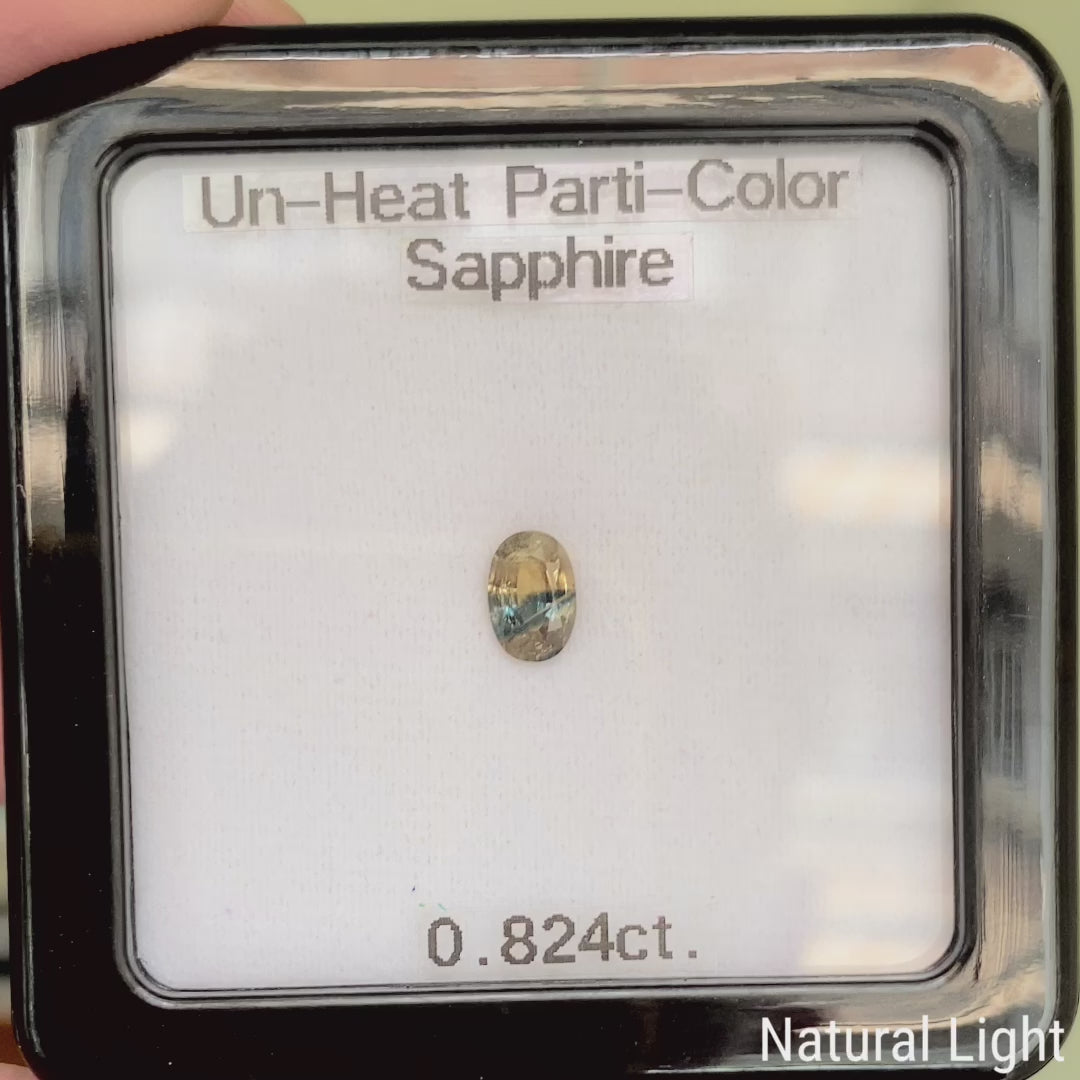 Un-Heat Parti-Color
Sapphire
0.824ct.
Natural Light